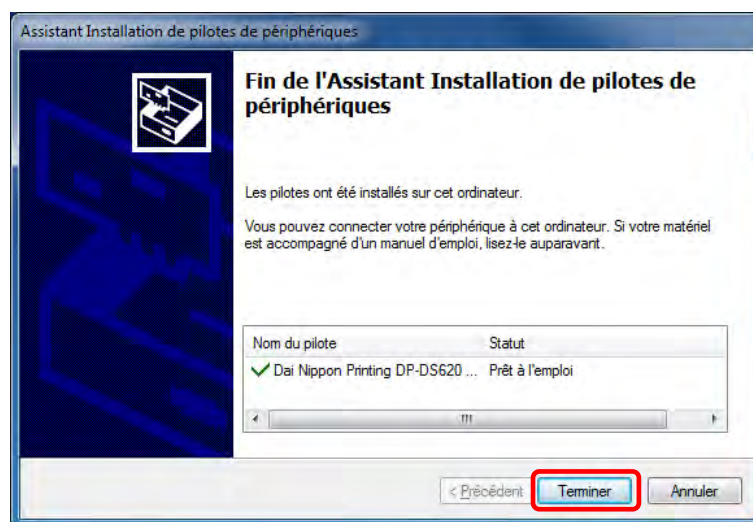 Assistant Installation de pilotes de périphériques
Fin de l'Assistant Installation de pilotes de
périphériques
Les pilotes ont été installés sur cet ordinateur.
Vous pouvez connecter votre périphérique à cet ordinateur. Si votre matériel
est accompagné d'un manuel d'emploi, lisez-le auparavant.
Nom du pilote Statut
Dai Nippon Printing DP-DS620 ... Prêt à l'emploi
< Précédent Terminer Annuler